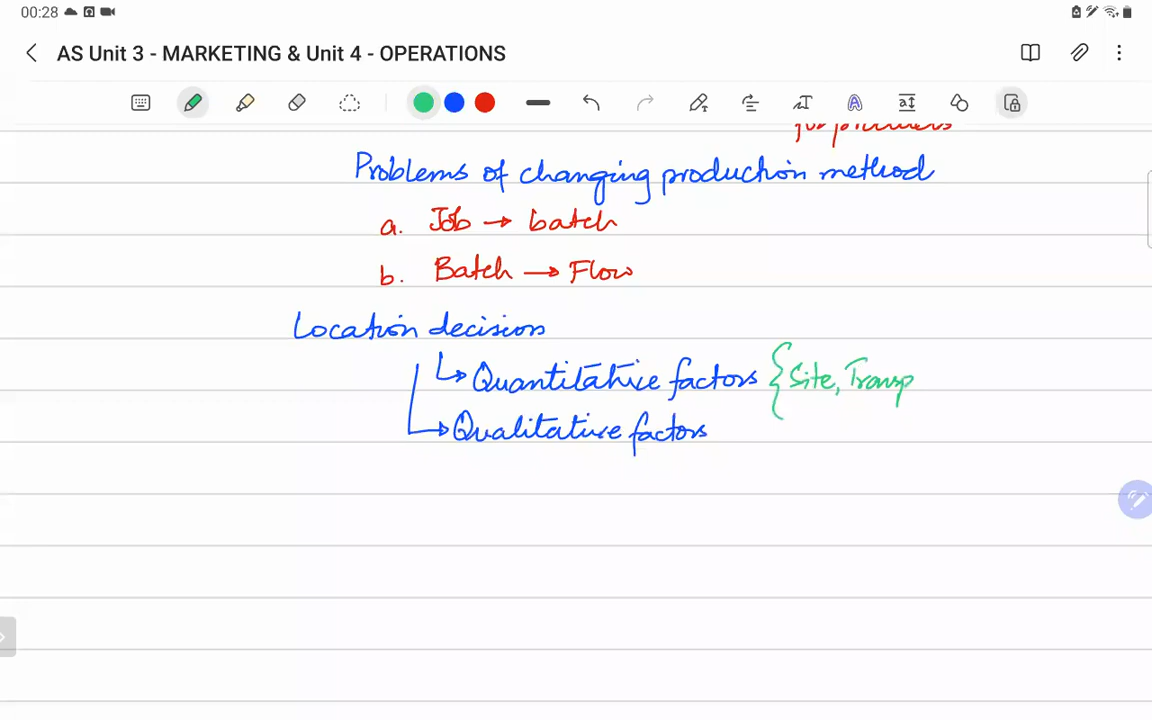 00:28
AS Unit 3 - MARKETING & Unit 4 - OPERATIONS
Problems of changing production method
a. Job → batch
b. Batch → Flow
Location decision
↳ Quantitative factors { Site, Transp
↳ Qualitative factors